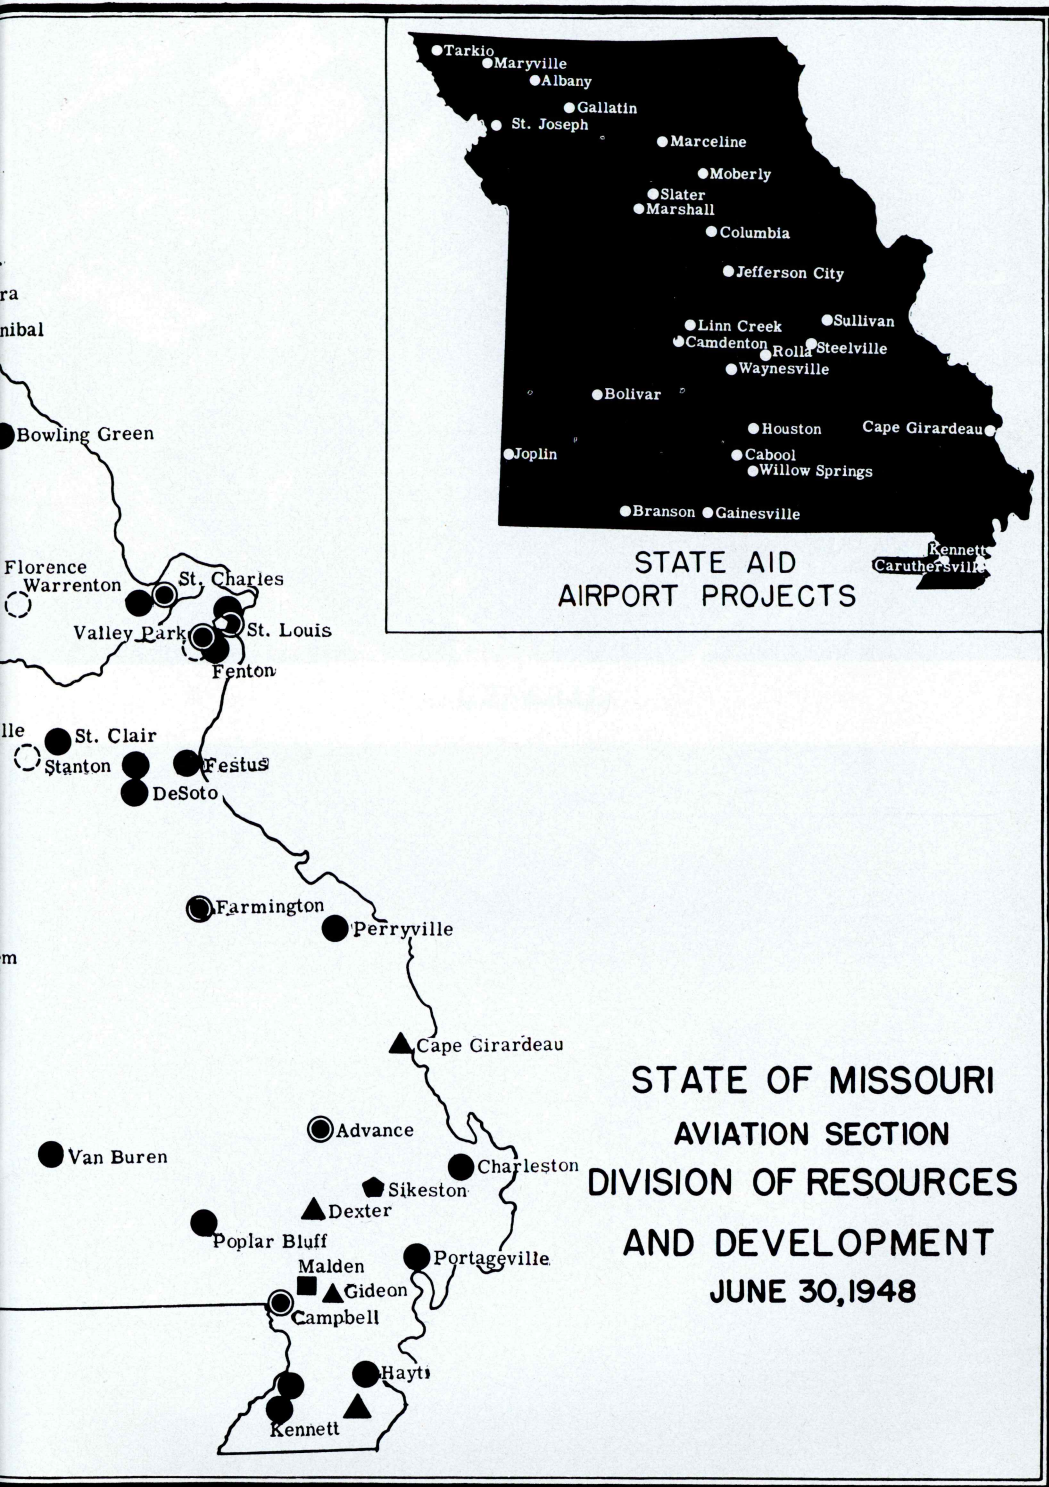 Tarkio
Maryville
Albany
Gallatin
St. Joseph
Marceline
Moberly
Slater
Marshall
Columbia
Jefferson City
Linn Creek
Sullivan
Camdenton
Rolla
Steelville
Waynesville
Bolivar
Houston
Cape Girardeau
Joplin
Cabool
Willow Springs
Branson
Gainesville
Kennett
Caruthersville
STATE AID
AIRPORT PROJECTS
ra
nibal
Bowling Green
Florence
Warrenton
St. Charles
Valley Park
St. Louis
Fenton
lle
St. Clair
Stanton
Festus
DeSoto
Farmington
Perryville
em
Cape Girardeau
Advance
Van Buren
Charleston
Sikeston
Dexter
Poplar Bluff
Portageville
Malden
Gideon
Campbell
Hayti
Kennett
STATE OF MISSOURI
AVIATION SECTION
DIVISION OF RESOURCES
AND DEVELOPMENT
JUNE 30, 1948